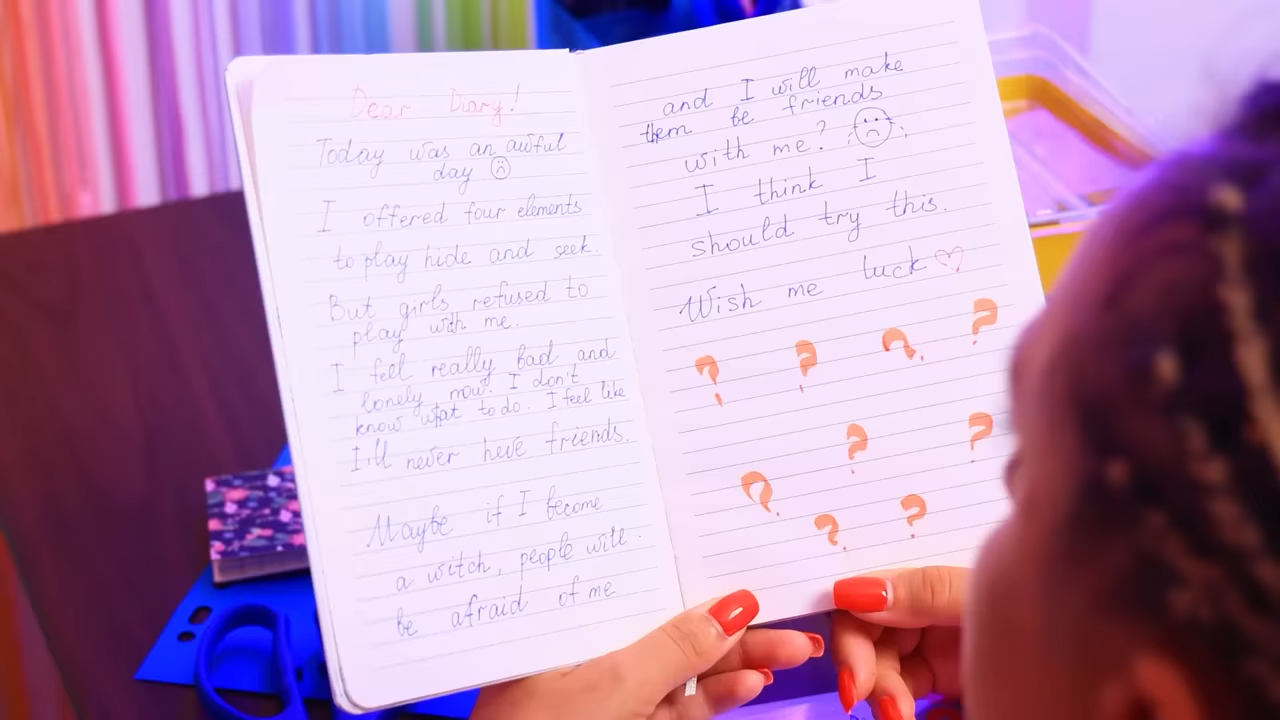 Dear Diary!
Today was an awful
day
I offered four elements
to play hide and seek.
But girls refused to
play with me.
I feel really bad and
lonely now. I don't
know what to do. I feel like
I'll never heve friends.
Maybe if I become
a witch, people will
be afraid of me
and I will make
them be friends
with me?
I think I
should try this.
Wish me luck
? ? ? ?
? ?
? ? ?